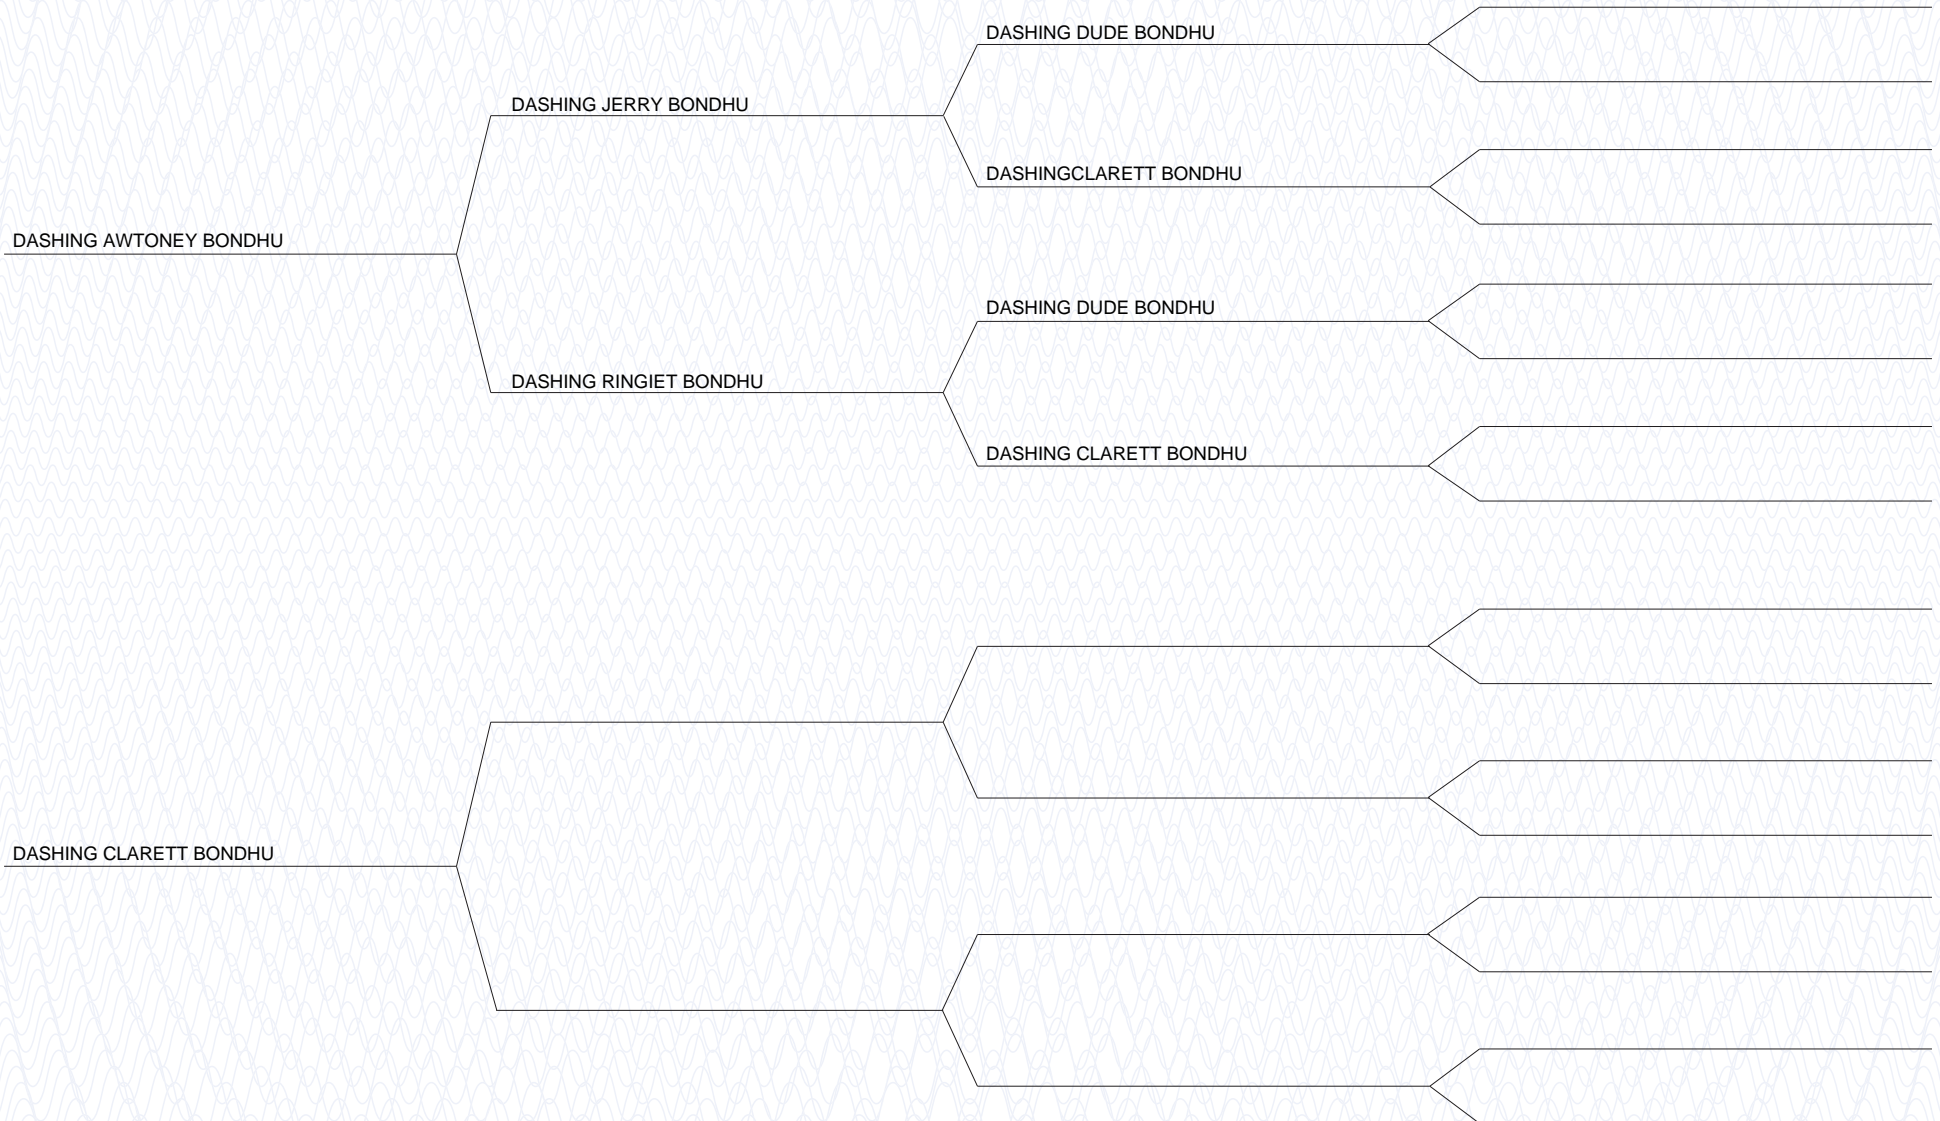 DASHING DUDE BONDHU
DASHING JERRY BONDHU
DASHINGCLARETT BONDHU
DASHING AWTONEY BONDHU
DASHING DUDE BONDHU
DASHING RINGIET BONDHU
DASHING CLARETT BONDHU
DASHING CLARETT BONDHU